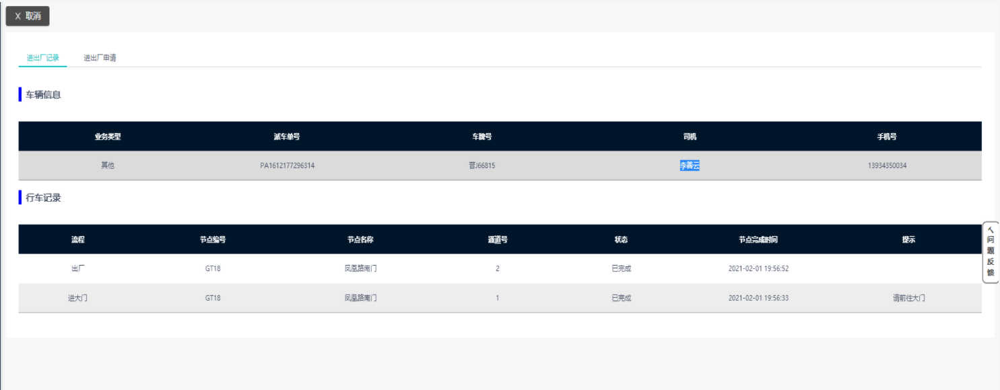 X 取消
进出厂记录 进出厂申请
车辆信息
业务类型 派车单号 车牌号 司机 手机号
其他 PA1612177296314 晋J66815 李善云 13934350034
行车记录
流程 节点编号 节点名称 通道号 状态 节点完成时间 提示
出厂 GT18 凤凰路南门 2 已完成 2021-02-01 19:56:52
进大门 GT18 凤凰路南门 1 已完成 2021-02-01 19:56:33 请前往大门
问题反馈